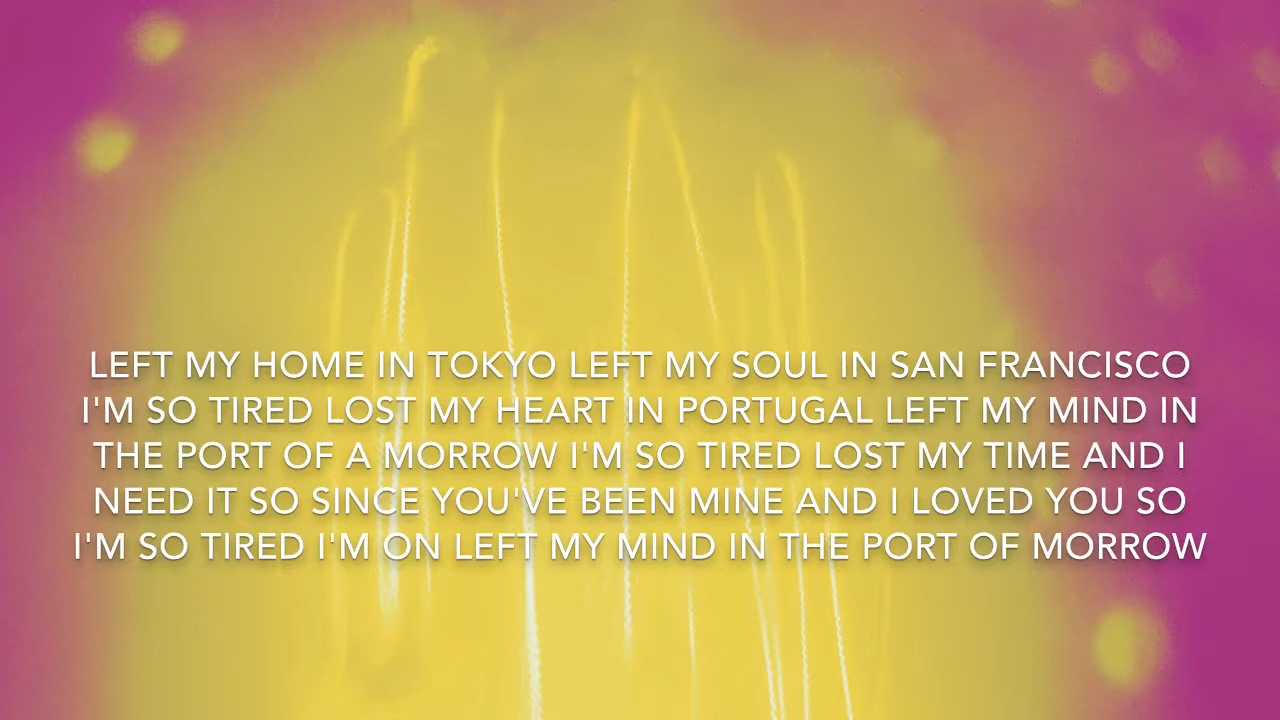 LEFT MY HOME IN TOKYO LEFT MY SOUL IN SAN FRANCISCO
I'M SO TIRED LOST MY HEART IN PORTUGAL LEFT MY MIND IN
THE PORT OF A MORROW I'M SO TIRED LOST MY TIME AND I
NEED IT SO SINCE YOU'VE BEEN MINE AND I LOVED YOU SO
I'M SO TIRED I'M ON LEFT MY MIND IN THE PORT OF MORROW